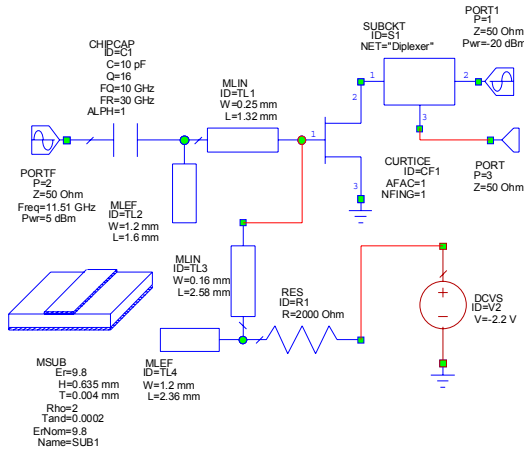 CHIPCAP
ID=C1
C=10 pF
Q=16
FQ=10 GHz
FR=30 GHz
ALPH=1
MLIN
ID=TL1
W=0.25 mm
L=1.32 mm
SUBCKT
ID=S1
NET="Diplexer"
1
2
3
PORT1
P=1
Z=50 Ohm
Pwr=-20 dBm
PORTF
P=2
Z=50 Ohm
Freq=11.51 GHz
Pwr=5 dBm
MLEF
ID=TL2
W=1.2 mm
L=1.6 mm
1
2
3
CURTICE
ID=CF1
AFAC=1
NFING=1
PORT
P=3
Z=50 Ohm
MLIN
ID=TL3
W=0.16 mm
L=2.58 mm
RES
ID=R1
R=2000 Ohm
DCVS
ID=V2
V=-2.2 V
MLEF
ID=TL4
W=1.2 mm
L=2.36 mm
MSUB
Er=9.8
H=0.635 mm
T=0.004 mm
Rho=2
Tand=0.0002
ErNom=9.8
Name=SUB1